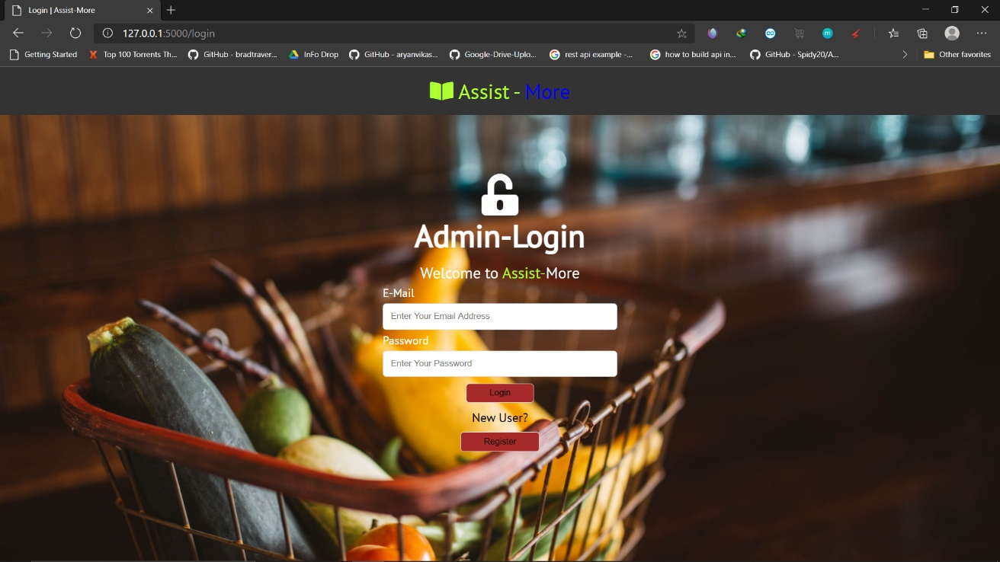 Login | Assist-More
127.0.0.1:5000/login
Getting Started
Top 100 Torrents Th...
GitHub - bradtraver...
InFo Drop
GitHub - aryanvikas...
Google-Drive-Uplo...
rest api example -...
how to build api in...
GitHub - Spidy20/A...
Other favorites
Assist - More
Admin-Login
Welcome to Assist-More
E-Mail
Enter Your Email Address
Password
Enter Your Password
Login
New User?
Register